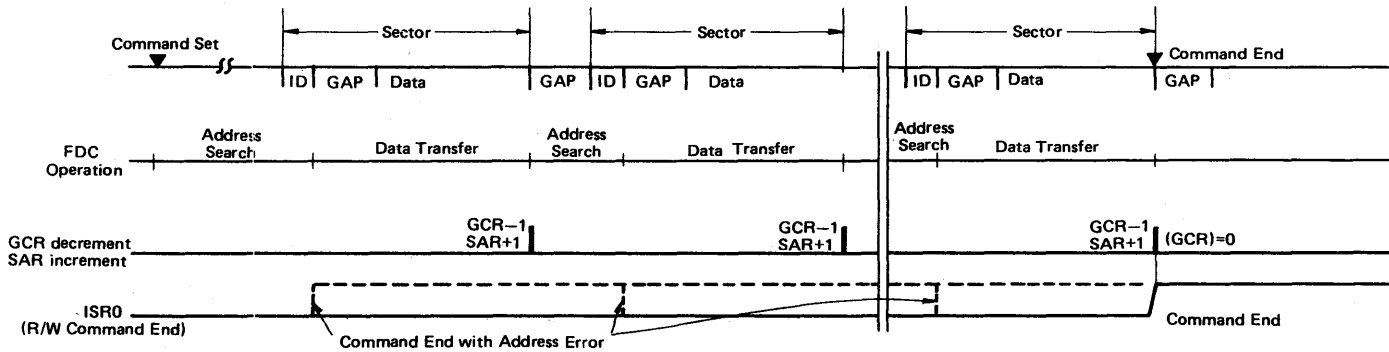 Sector
Sector
Sector
Command Set
Command End
ID GAP Data GAP ID GAP Data ID GAP Data GAP
FDC
Operation
Address
Search
Data Transfer
Address
Search
Data Transfer
Address
Search
Data Transfer
GCR decrement
SAR increment
GCR−1
SAR+1
GCR−1
SAR+1
GCR−1
SAR+1
(GCR)=0
ISR0
(R/W Command End)
Command End with Address Error
Command End